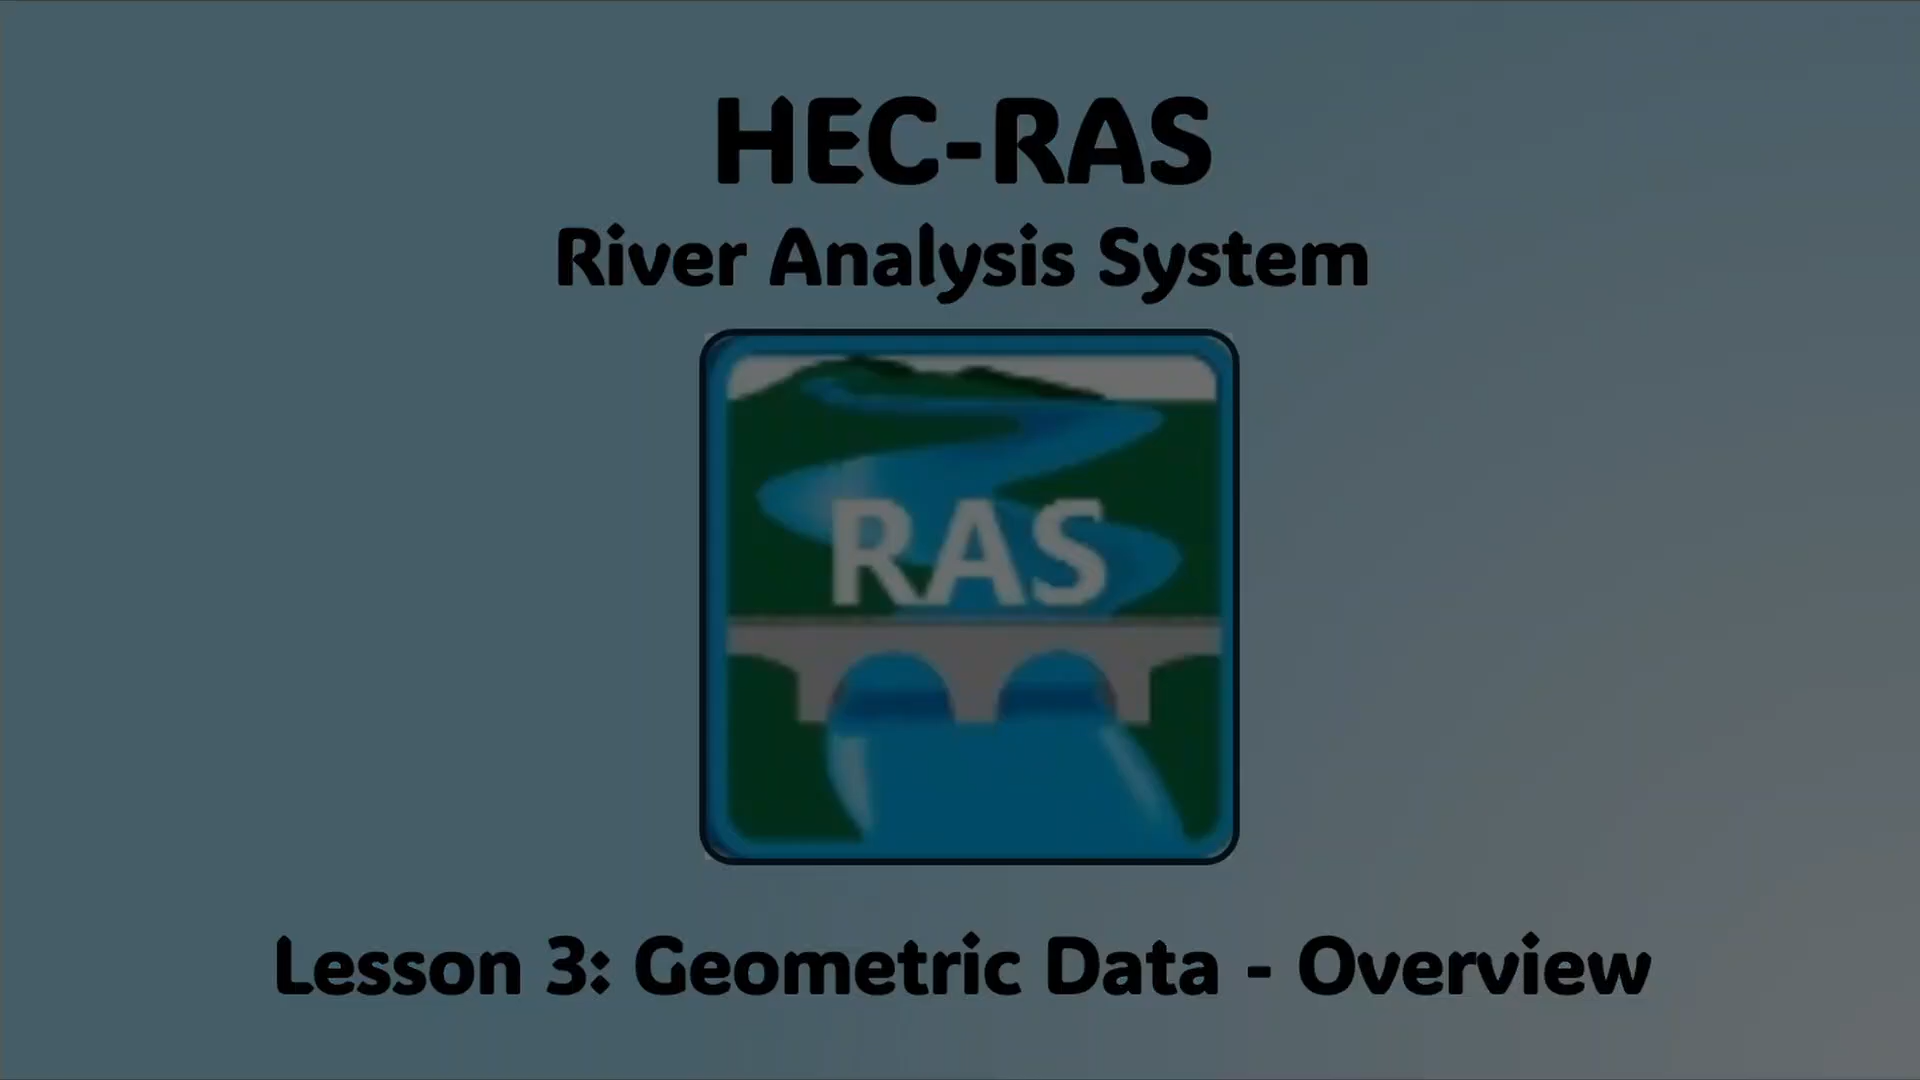 HEC-RAS
River Analysis System
RAS
Lesson 3: Geometric Data - Overview